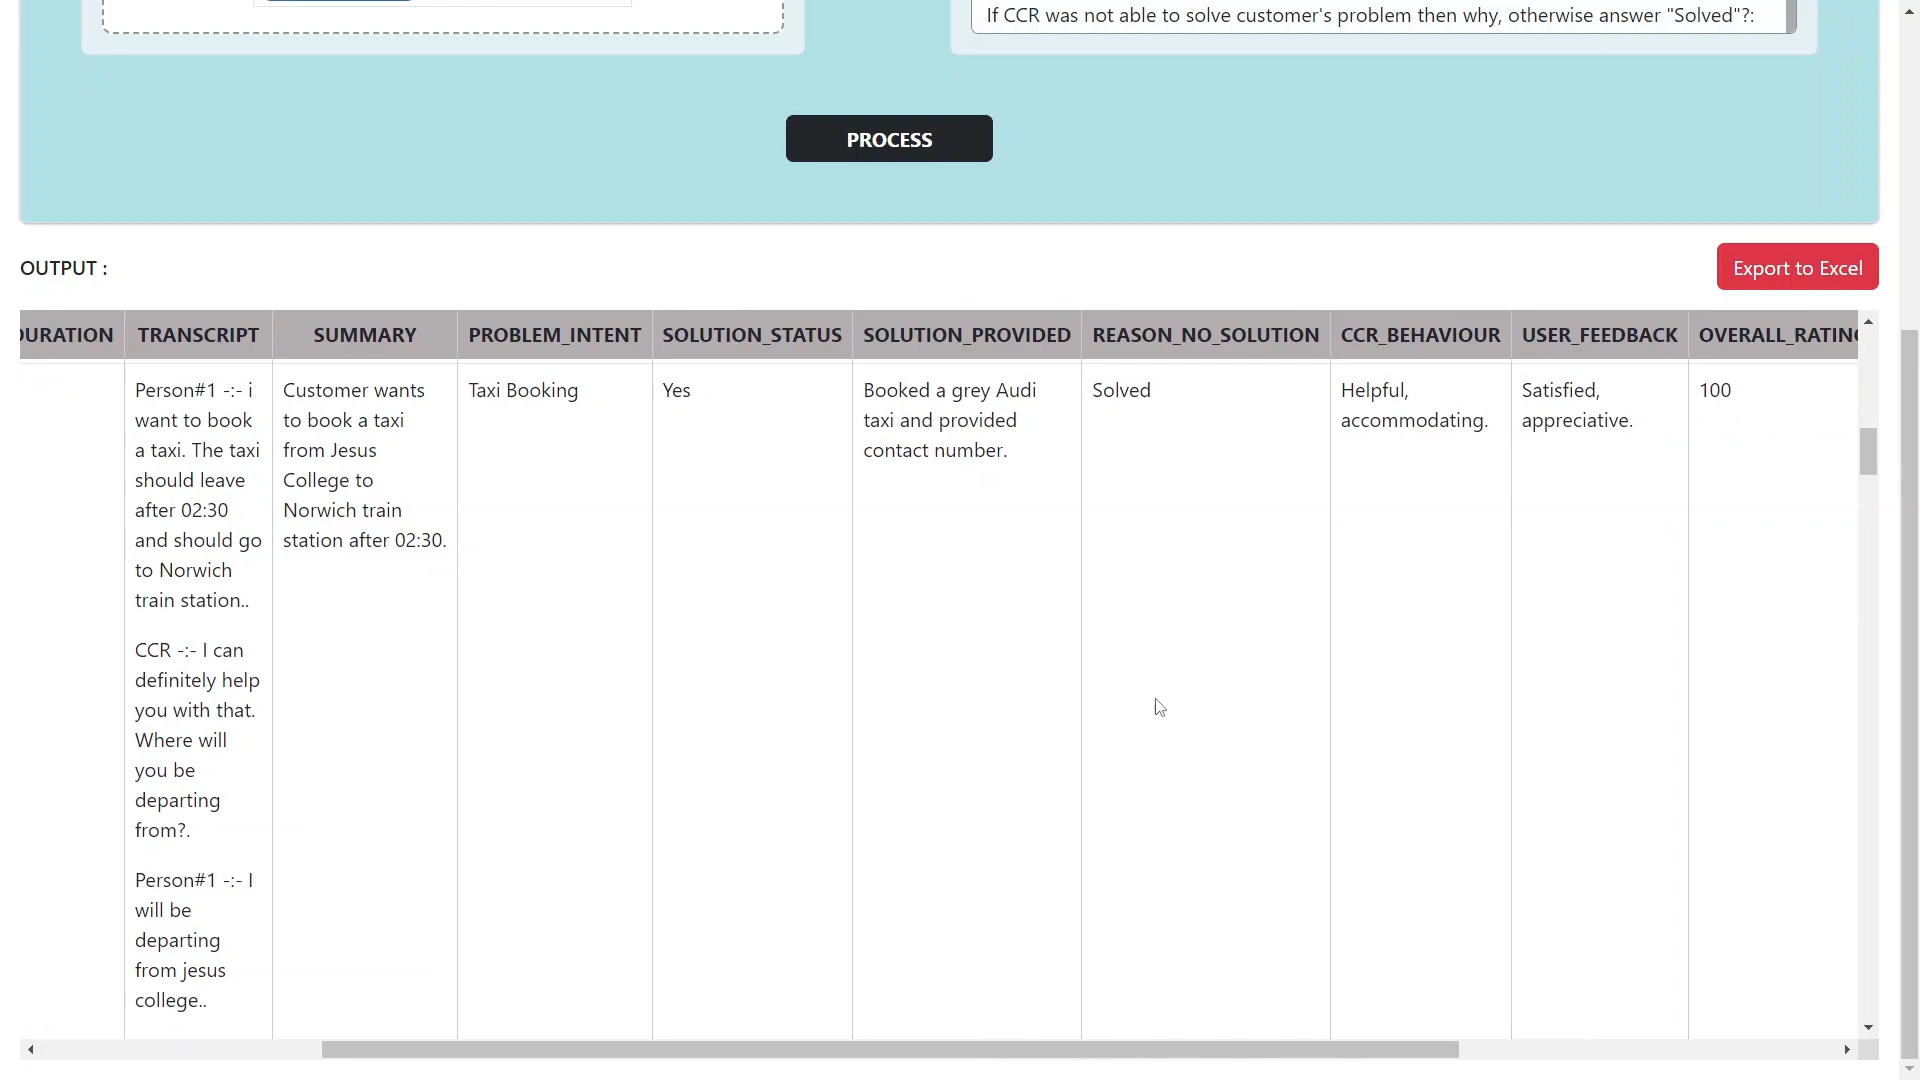 If CCR was not able to solve customer's problem then why, otherwise answer "Solved"?:
PROCESS
OUTPUT :
Export to Excel
DURATION TRANSCRIPT SUMMARY PROBLEM_INTENT SOLUTION_STATUS SOLUTION_PROVIDED REASON_NO_SOLUTION CCR_BEHAVIOUR USER_FEEDBACK OVERALL_RATING
Person#1 -:- i
want to book
a taxi. The taxi
should leave
after 02:30
and should go
to Norwich
train station..
CCR -:- I can
definitely help
you with that.
Where will
you be
departing
from?.
Person#1 -:- I
will be
departing
from jesus
college..
Customer wants
to book a taxi
from Jesus
College to
Norwich train
station after 02:30.
Taxi Booking
Yes
Booked a grey Audi
taxi and provided
contact number.
Solved
Helpful,
accommodating.
Satisfied,
appreciative.
100